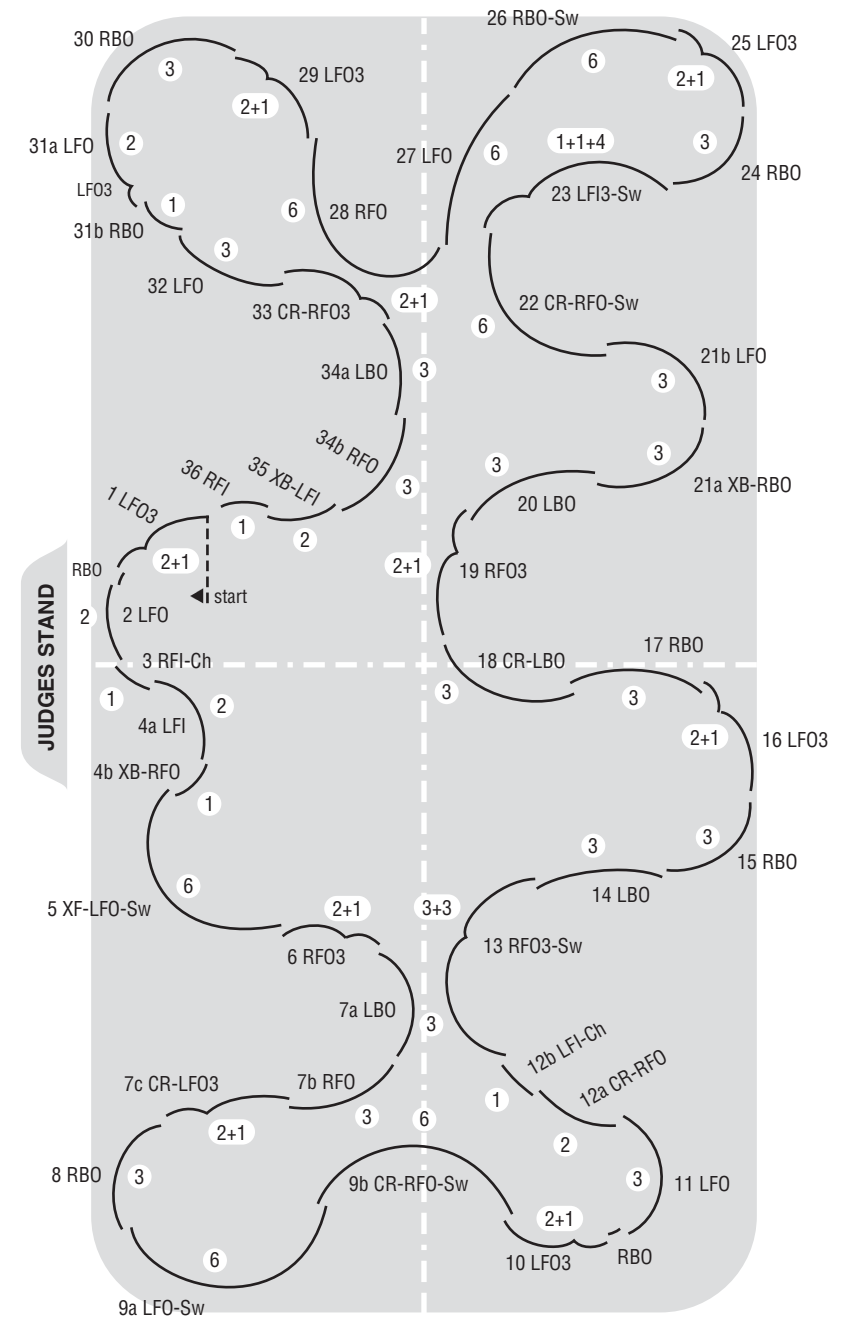 26 RBO-Sw
30 RBO
25 LFO3
3
6
29 LFO3
2+1
2+1
31a LFO
2
27 LFO
6
1+1+4
3
24 RBO
LFO3
1
23 LFI3-Sw
6
28 RFO
31b RBO
3
32 LFO
2+1
22 CR-RFO-Sw
33 CR-RFO3
6
21b LFO
34a LBO
3
3
34b RFO
3
3
36 RFI
35 XB-LFI
3
21a XB-RBO
1 LFO3
20 LBO
1
2
2+1
2+1
19 RFO3
RBO
start
2
2 LFO
JUDGES STAND
3 RFI-Ch
18 CR-LBO
17 RBO
1
2
3
3
4a LFI
2+1
16 LFO3
4b XB-RFO
1
3
3
15 RBO
6
14 LBO
5 XF-LFO-Sw
2+1
3+3
6 RFO3
13 RFO3-Sw
7a LBO
3
12b LFI-Ch
7c CR-LFO3
7b RFO
12a CR-RFO
1
2+1
3
6
2
8 RBO
3
9b CR-RFO-Sw
3
11 LFO
2+1
6
10 LFO3
RBO
9a LFO-Sw